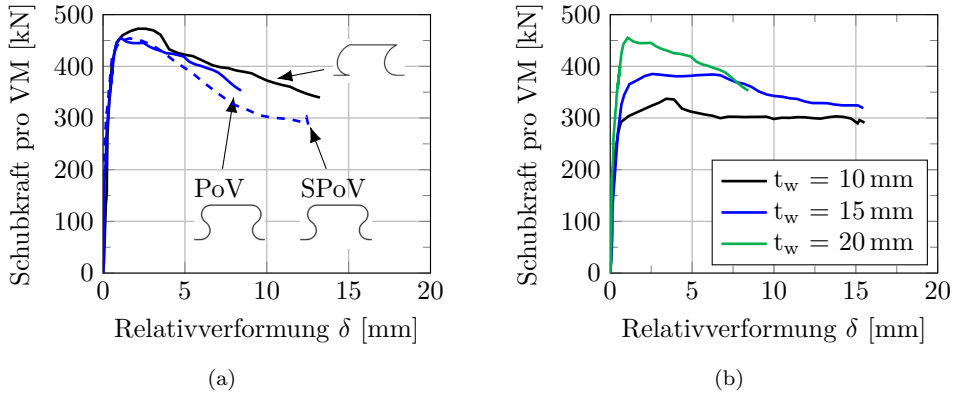 500
400
300
200
100
0
0 5 10 15 20
Schubkraft pro VM [kN]
Relativverformung δ [mm]
PoV
SPoV
(a)
500
400
300
200
100
0
0 5 10 15 20
Schubkraft pro VM [kN]
Relativverformung δ [mm]
t_w = 10 mm
t_w = 15 mm
t_w = 20 mm
(b)